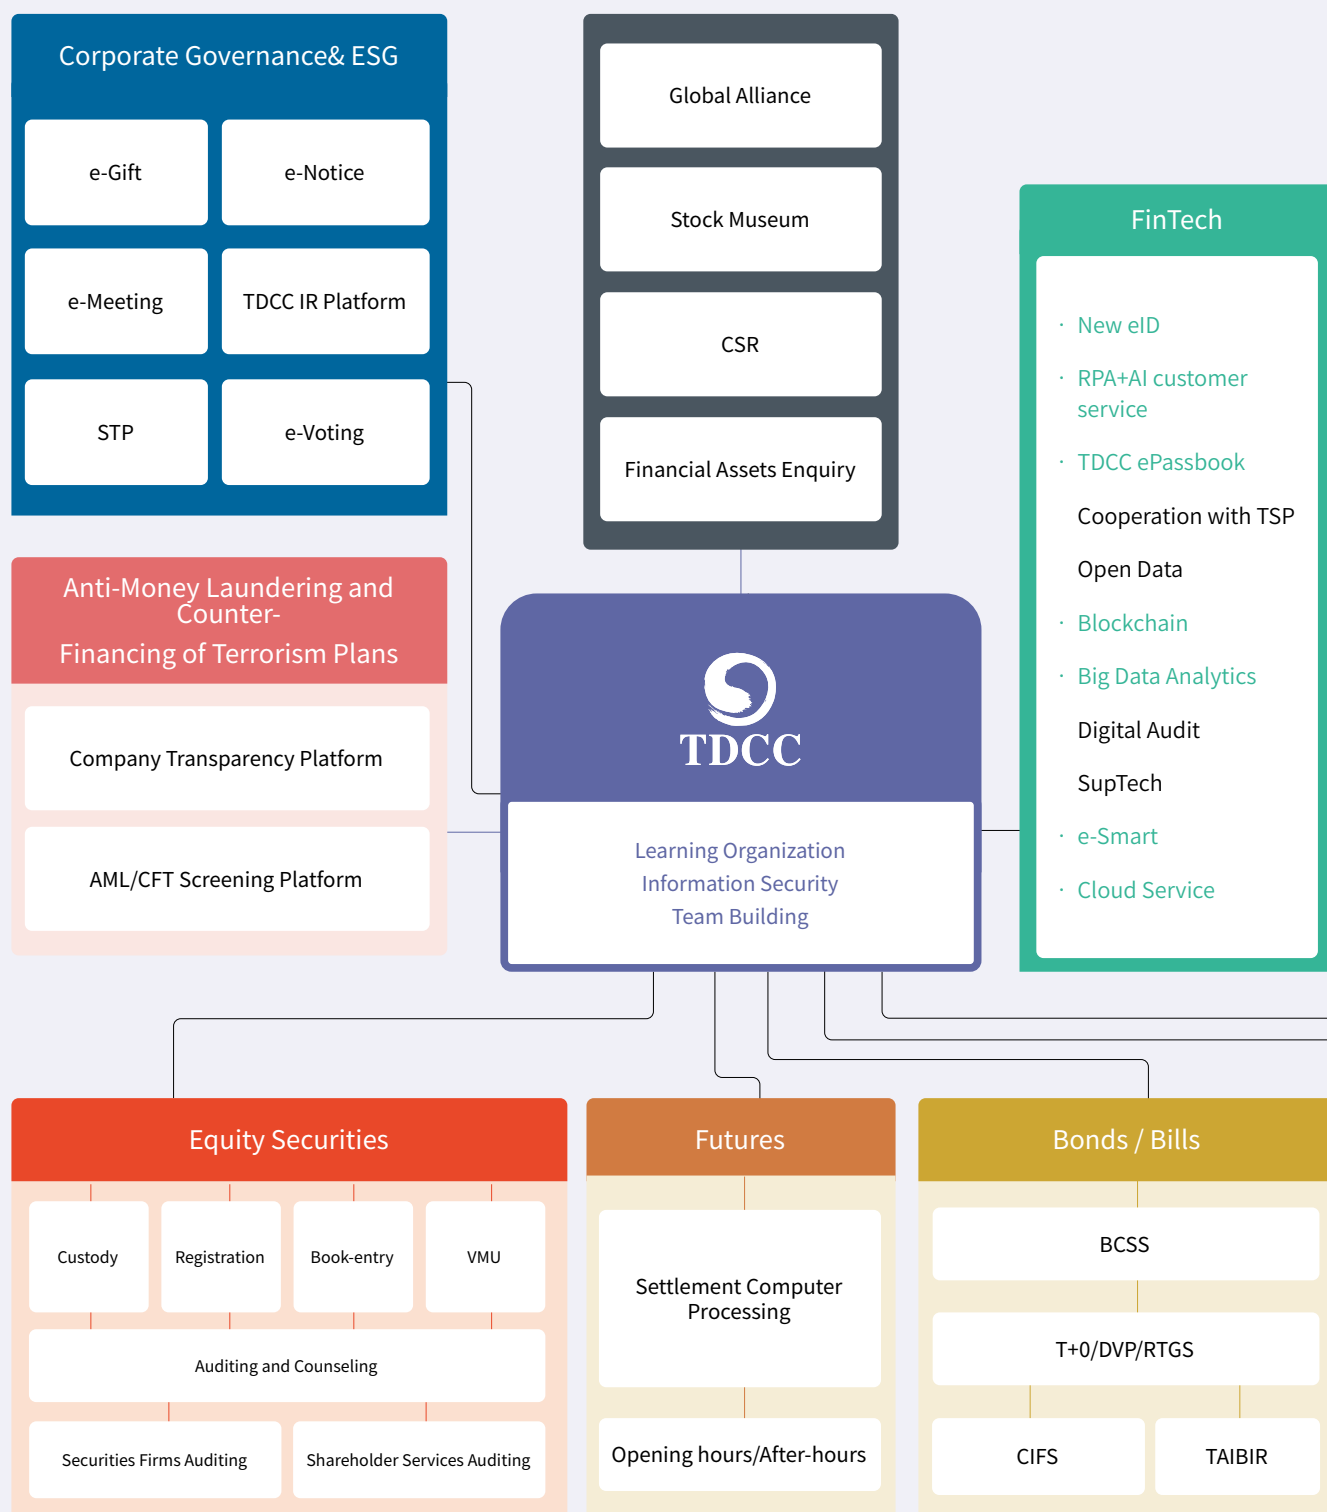 Corporate Governance& ESG
e-Gift
e-Notice
e-Meeting
TDCC IR Platform
STP
e-Voting
Global Alliance
Stock Museum
CSR
Financial Assets Enquiry
FinTech
· New eID
· RPA+AI customer
service
· TDCC ePassbook
Cooperation with TSP
Open Data
· Blockchain
· Big Data Analytics
Digital Audit
SupTech
· e-Smart
· Cloud Service
Anti-Money Laundering and
Counter-
Financing of Terrorism Plans
Company Transparency Platform
AML/CFT Screening Platform
TDCC
Learning Organization
Information Security
Team Building
Equity Securities
Custody
Registration
Book-entry
VMU
Auditing and Counseling
Securities Firms Auditing
Shareholder Services Auditing
Futures
Settlement Computer
Processing
Opening hours/After-hours
Bonds / Bills
BCSS
T+0/DVP/RTGS
CIFS
TAIBIR